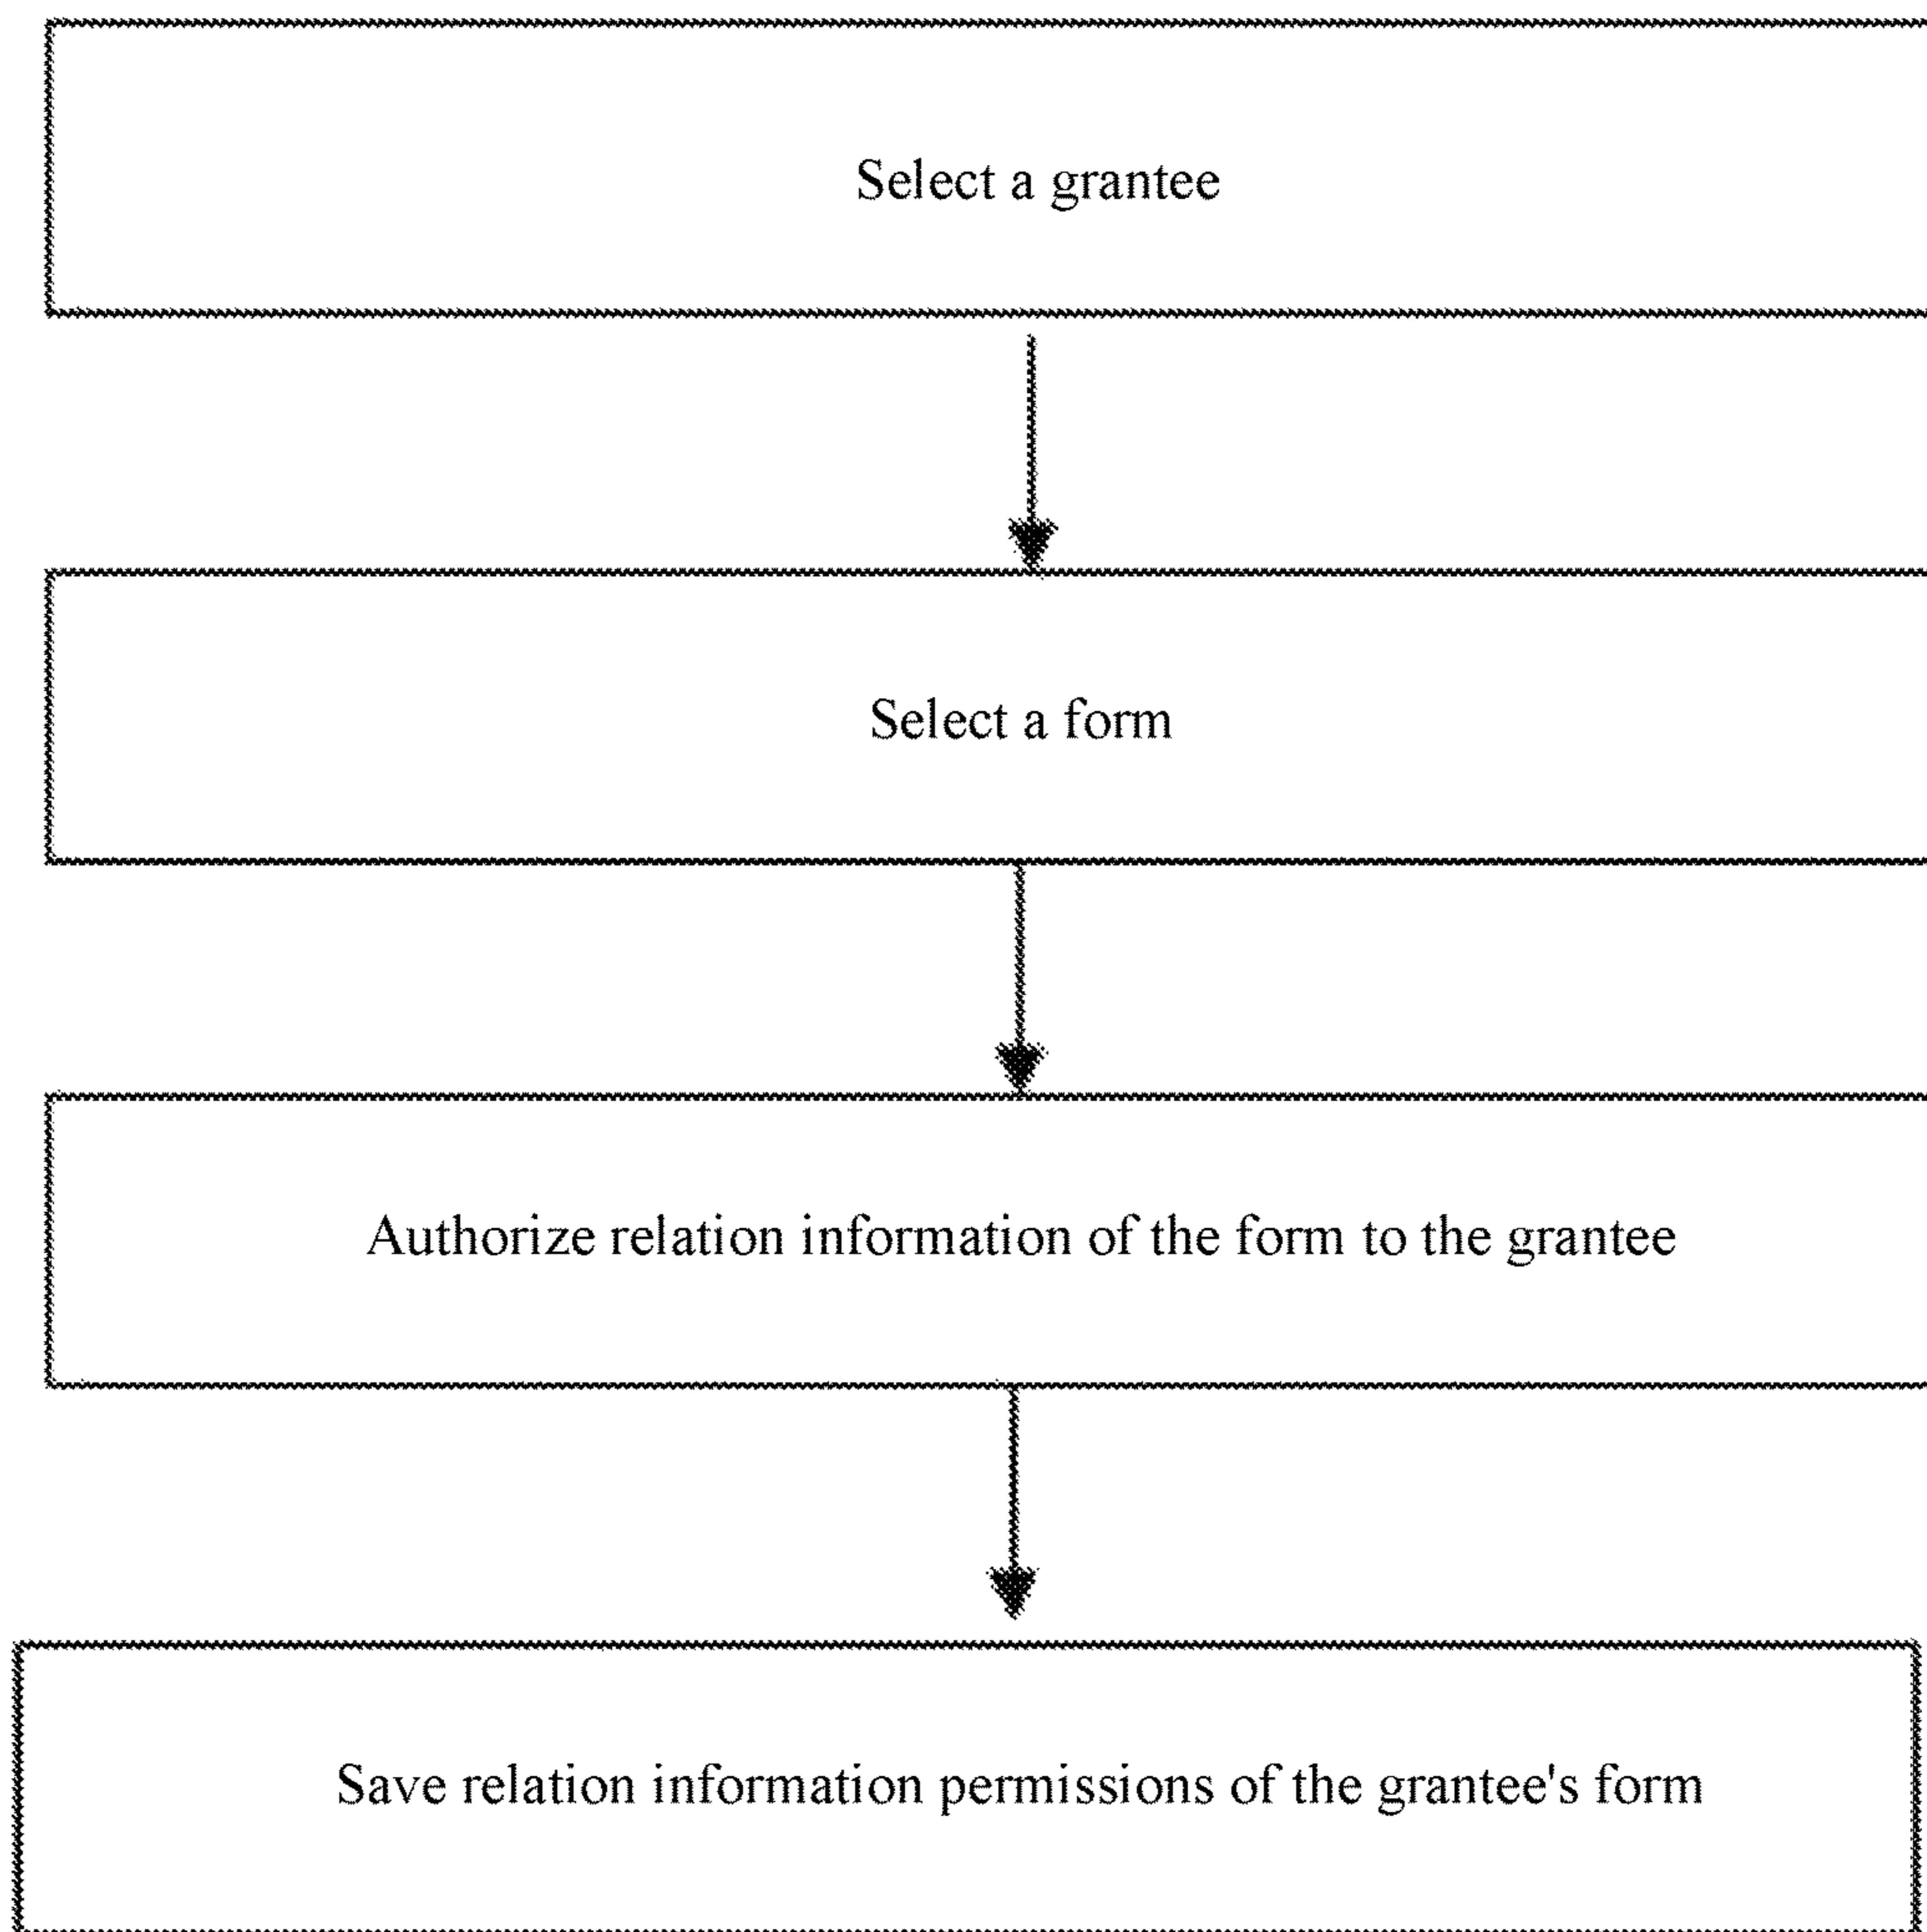 Select a grantee
Select a form
Authorize relation information of the form to the grantee
Save relation information permissions of the grantee's form